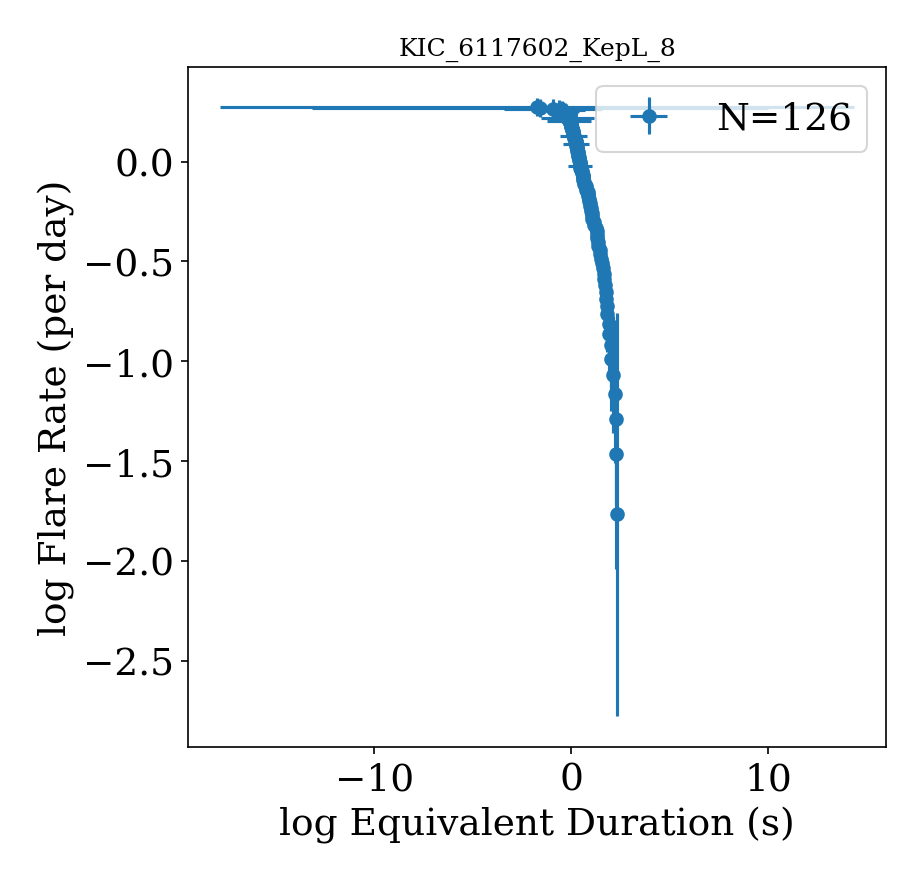 KIC_6117602_KepL_8
N=126
0.0
−0.5
−1.0
−1.5
−2.0
−2.5
log Flare Rate (per day)
−10 0 10
log Equivalent Duration (s)